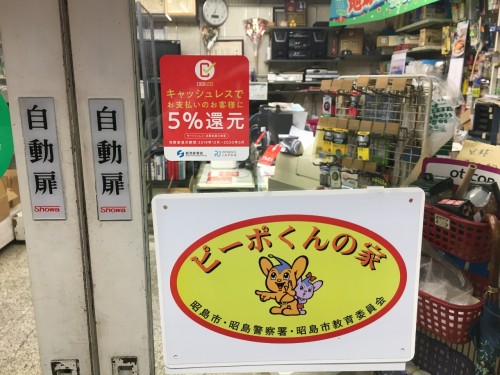 自動扉
Showa
自動扉
Showa
キャッシュレスで
お支払いのお客様に
5%還元
ピーポくんの家
昭島市・昭島警察署・昭島市教育委員会